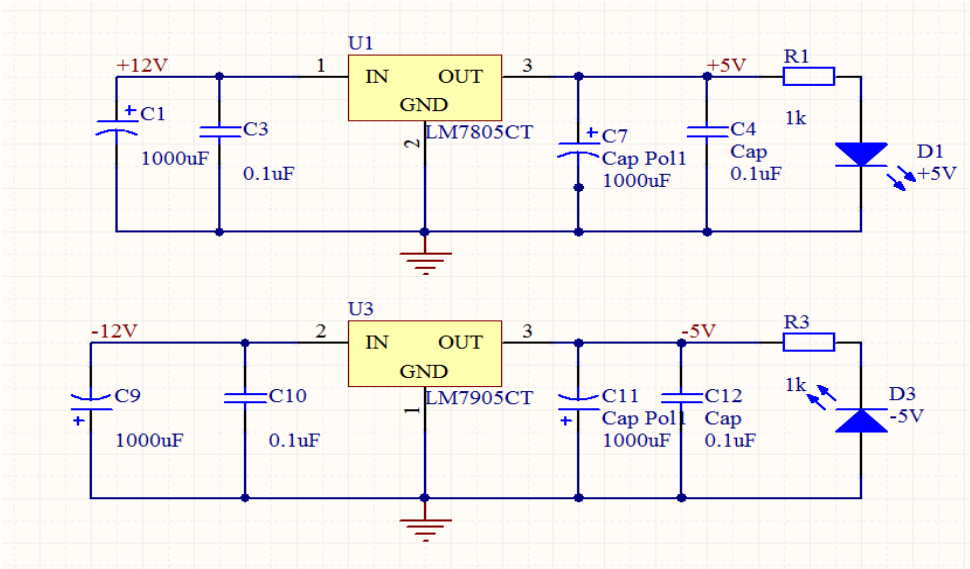 U1
+12V
1
IN
OUT
3
GND
2
LM7805CT
+5V
R1
1k
+
C1
1000uF
C3
0.1uF
+
C7
Cap Pol1
1000uF
C4
Cap
0.1uF
D1
+5V
U3
-12V
2
IN
OUT
3
GND
1
LM7905CT
-5V
R3
1k
C9
+
1000uF
C10
0.1uF
C11
Cap Pol1
+
1000uF
C12
Cap
0.1uF
D3
-5V